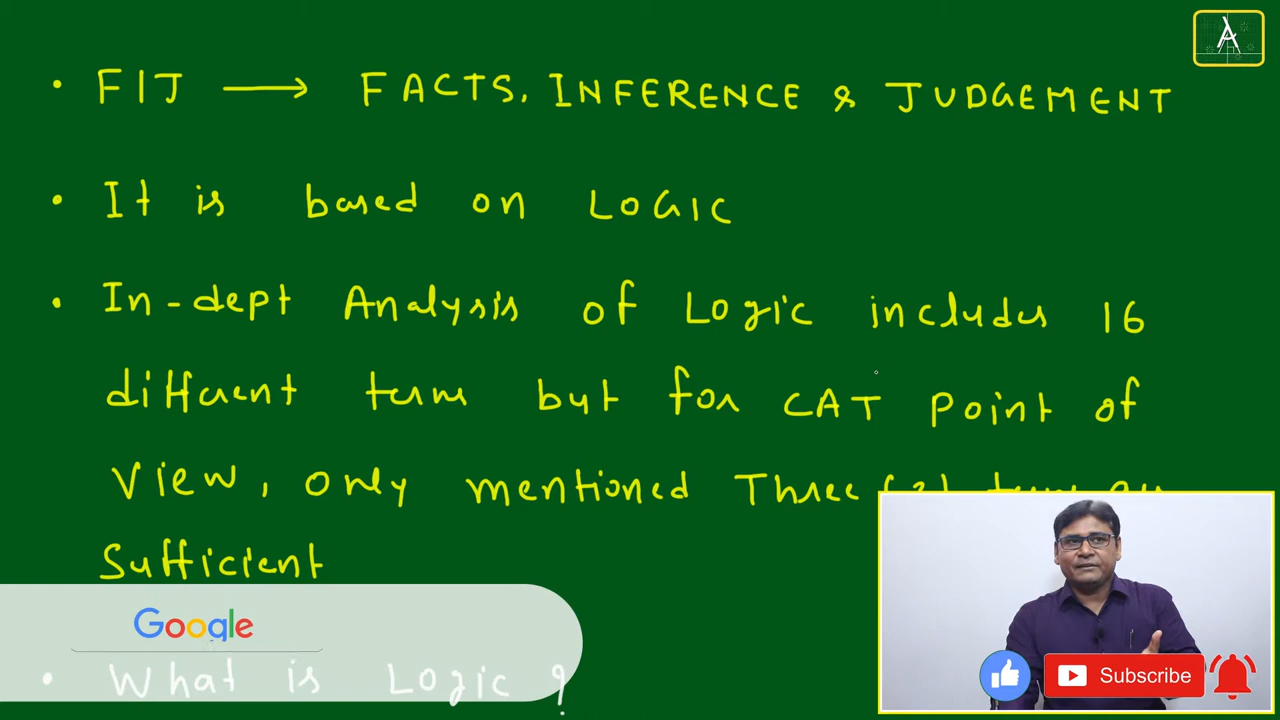 • FIJ → FACTS, INFERENCE & JUDGEMENT
• It is based on LOGIC
• In-dept Analysis of Logic includes 16
different term but for CAT point of
view, only mentioned Three
Sufficient
Google
• What is Logic ?
Subscribe